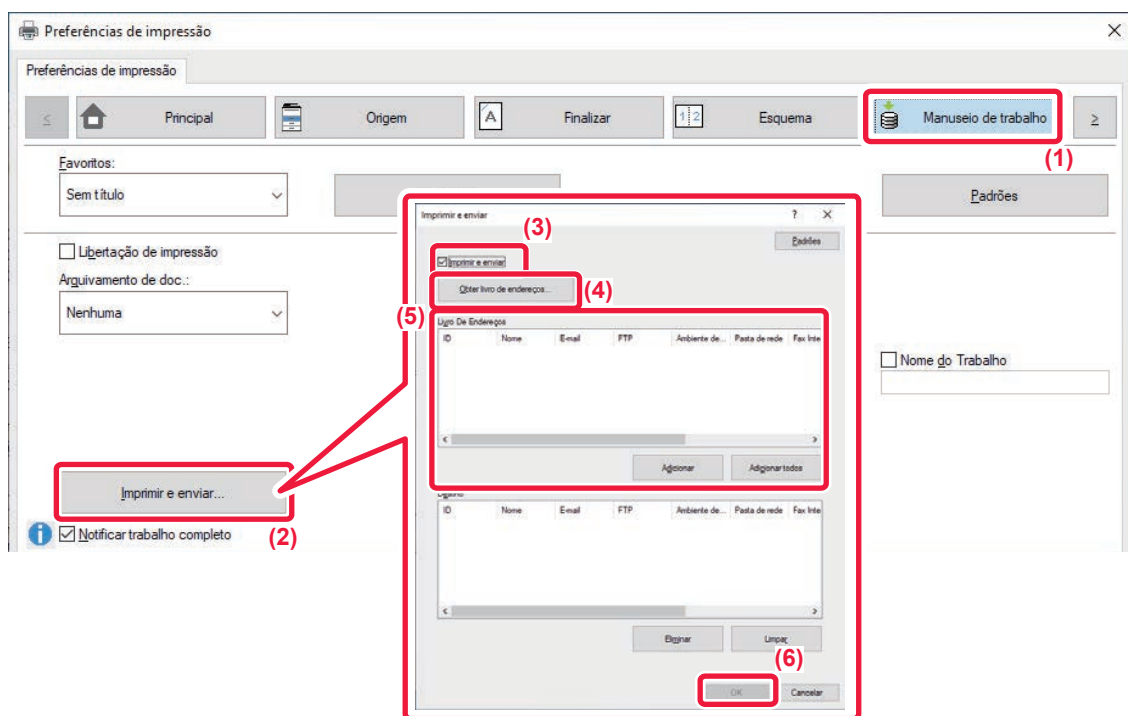 Preferências de impressão
Preferências de impressão
≤ Principal Origem A Finalizar 1 2 Esquema Manuseio de trabalho ≥
(1)
Favoritos:
Sem título
Padrões
Libertação de impressão
Arquivamento de doc.:
Nenhuma
Nome do Trabalho
Imprimir e enviar...
(2)
Notificar trabalho completo
Imprimir e enviar ? X
(3)
Padrões
Imprimir e enviar
Obter livro de endereços...
(4)
(5)
Livro De Endereços
ID Nome E-mail FTP Ambiente de... Pasta de rede Fax Inte
Adicionar Adicionar todos
ID Nome E-mail FTP Ambiente de... Pasta de rede Fax Inte
Eliminar Limpar
(6)
OK Cancelar